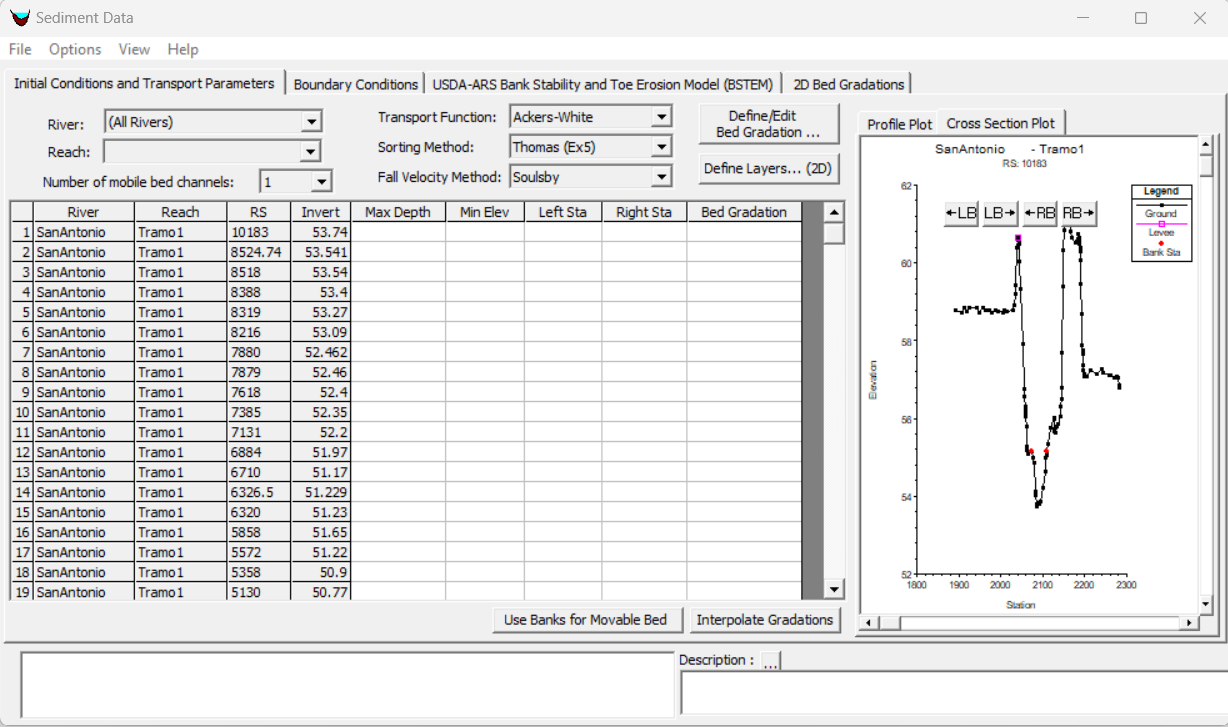 Sediment Data
File Options View Help
Initial Conditions and Transport Parameters Boundary Conditions USDA-ARS Bank Stability and Toe Erosion Model (BSTEM) 2D Bed Gradations
River: (All Rivers)
Reach:
Number of mobile bed channels: 1
Transport Function: Ackers-White
Sorting Method: Thomas (Ex5)
Fall Velocity Method: Soulsby
Define/Edit
Bed Gradation ...
Define Layers... (2D)
River Reach RS Invert Max Depth Min Elev Left Sta Right Sta Bed Gradation
1 SanAntonio Tramo1 10183 53.74
2 SanAntonio Tramo1 8524.74 53.541
3 SanAntonio Tramo1 8518 53.54
4 SanAntonio Tramo1 8388 53.4
5 SanAntonio Tramo1 8319 53.27
6 SanAntonio Tramo1 8216 53.09
7 SanAntonio Tramo1 7880 52.462
8 SanAntonio Tramo1 7879 52.46
9 SanAntonio Tramo1 7618 52.4
10 SanAntonio Tramo1 7385 52.35
11 SanAntonio Tramo1 7131 52.2
12 SanAntonio Tramo1 6884 51.97
13 SanAntonio Tramo1 6710 51.17
14 SanAntonio Tramo1 6326.5 51.229
15 SanAntonio Tramo1 6320 51.23
16 SanAntonio Tramo1 5858 51.65
17 SanAntonio Tramo1 5572 51.22
18 SanAntonio Tramo1 5358 50.9
19 SanAntonio Tramo1 5130 50.77
Use Banks for Movable Bed Interpolate Gradations
Profile Plot Cross Section Plot
SanAntonio - Tramo1
RS: 10183
←LB LB→ ←RB RB→
Legend
Ground
Levee
Bank Sta
62
60
58
56
54
52
Elevation
1800 1900 2000 2100 2200 2300
Station
Description : ...